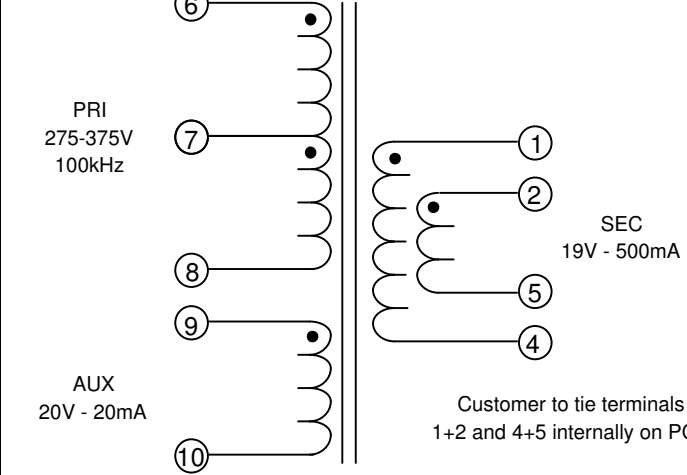 6
PRI
275-375V
100kHz
7
8
9
AUX
20V - 20mA
10
1
2
SEC
19V - 500mA
5
4
Customer to tie terminals
1+2 and 4+5 internally on